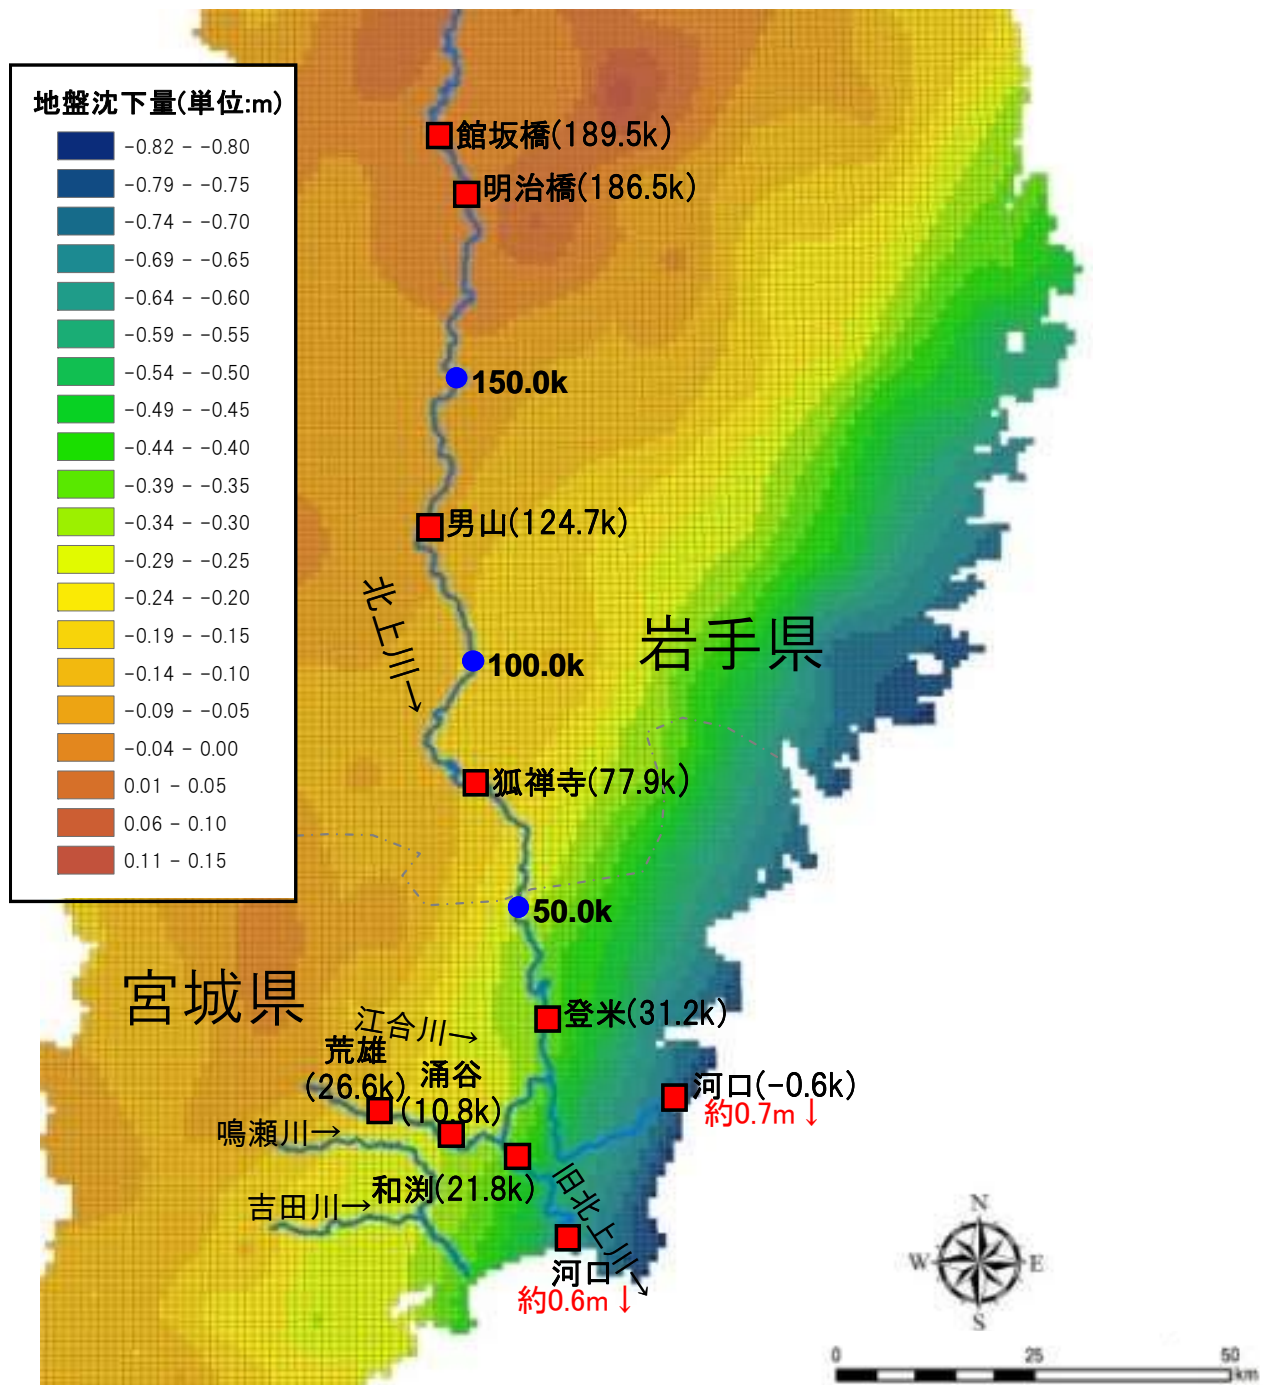 地盤沈下量(単位:m)
-0.82 - -0.80
-0.79 - -0.75
-0.74 - -0.70
-0.69 - -0.65
-0.64 - -0.60
-0.59 - -0.55
-0.54 - -0.50
-0.49 - -0.45
-0.44 - -0.40
-0.39 - -0.35
-0.34 - -0.30
-0.29 - -0.25
-0.24 - -0.20
-0.19 - -0.15
-0.14 - -0.10
-0.09 - -0.05
-0.04 - 0.00
0.01 - 0.05
0.06 - 0.10
0.11 - 0.15
館坂橋(189.5k)
明治橋(186.5k)
150.0k
男山(124.7k)
北上川→
岩手県
100.0k
狐禅寺(77.9k)
50.0k
宮城県
登米(31.2k)
江合川→
荒雄
(26.6k)
涌谷
(10.8k)
河口(-0.6k)
約0.7m↓
鳴瀬川→
和渕(21.8k)
吉田川→
旧北上川→
河口
約0.6m↓
N
W
E
S
0
25
50
km